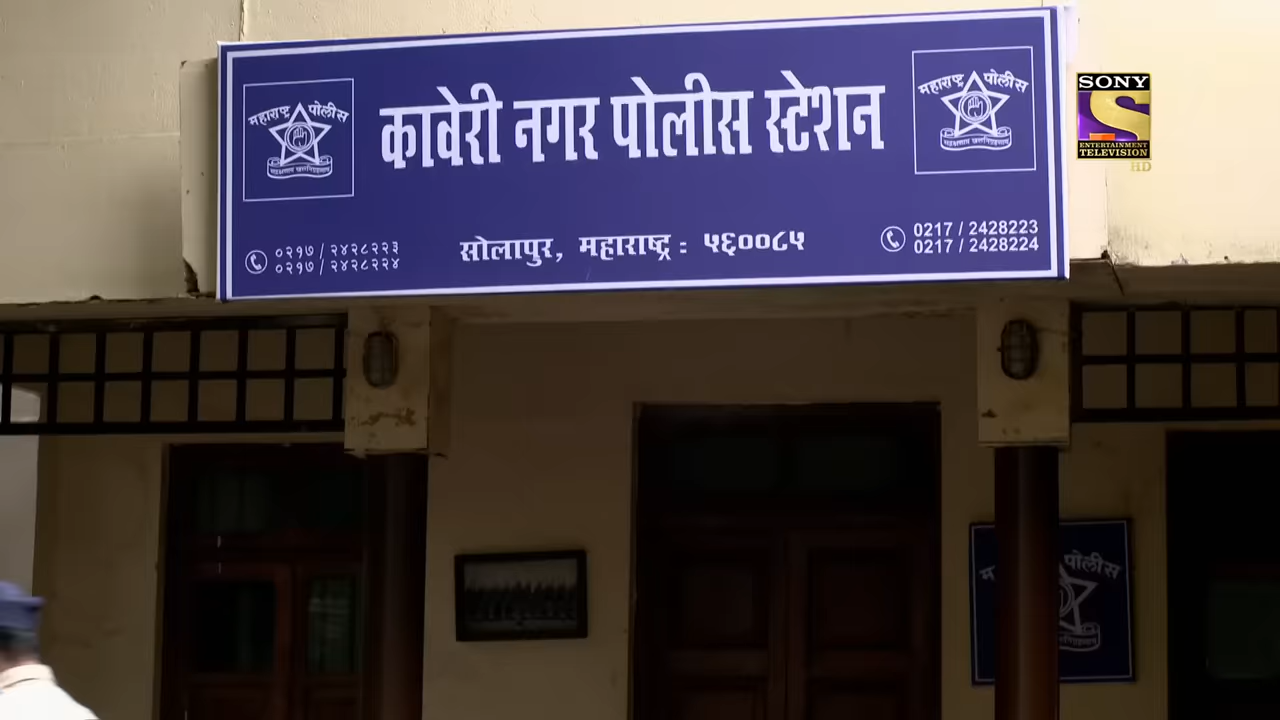 महाराष्ट्र पोलीस
कावेरी नगर पोलीस स्टेशन
महाराष्ट्र पोलीस
०२१७ / २४२८२२३
०२१७ / २४२८२२४
सोलापुर, महाराष्ट्र : ५६००८५
0217 / 2428223
0217 / 2428224
SONY
ENTERTAINMENT
TELEVISION
HD
म
पोलीस